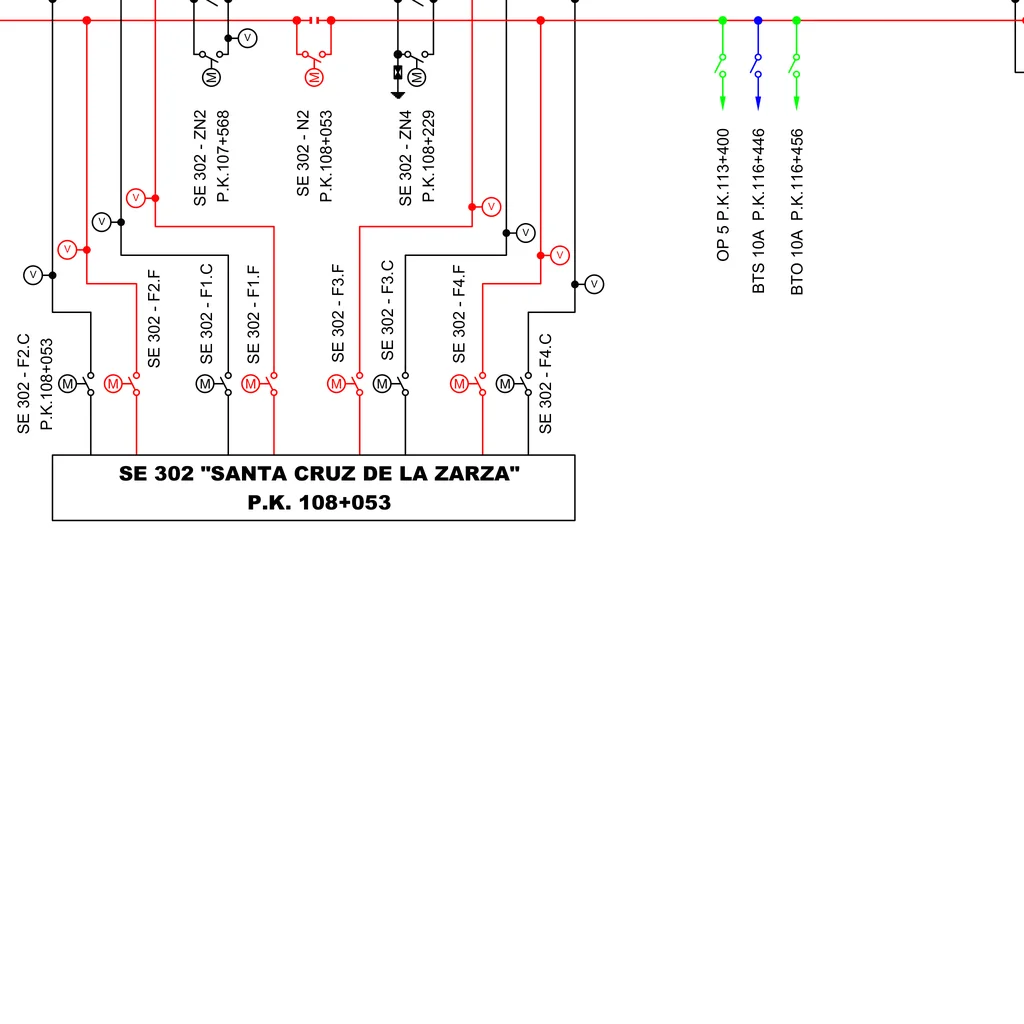 V
M
M
M
SE 302 - ZN2
P.K.107+568
SE 302 - N2
P.K.108+053
SE 302 - ZN4
P.K.108+229
OP 5 P.K.113+400
BTS 10A P.K.116+446
BTO 10A P.K.116+456
V
V
V
V
V
V
V
V
SE 302 - F2.C
P.K.108+053
SE 302 - F2.F
SE 302 - F1.C
SE 302 - F1.F
SE 302 - F3.F
SE 302 - F3.C
SE 302 - F4.F
SE 302 - F4.C
M
M
M
M
M
M
M
M
SE 302 "SANTA CRUZ DE LA ZARZA"
P.K. 108+053